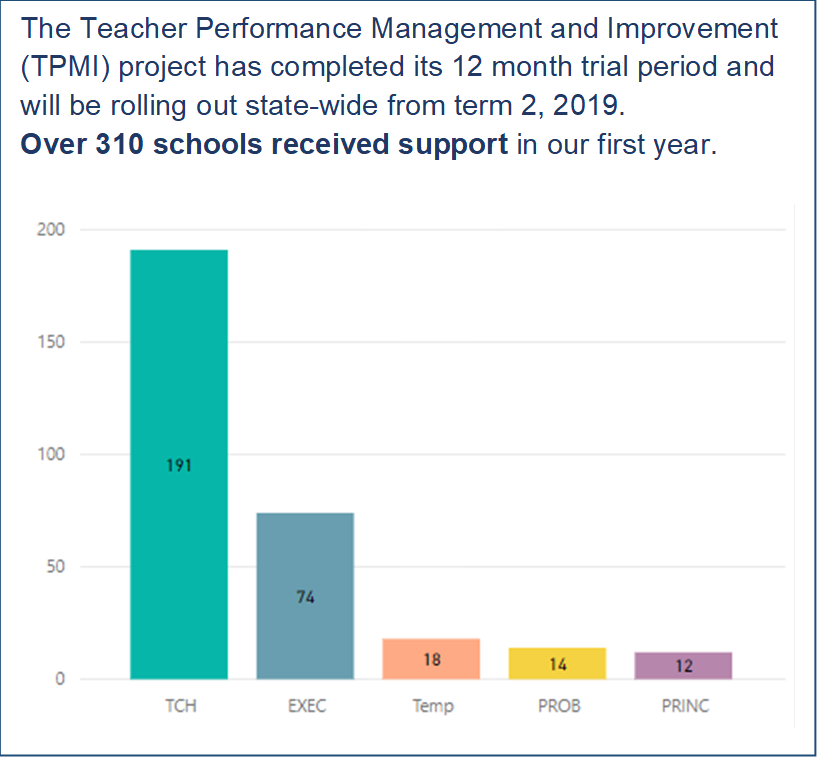 The Teacher Performance Management and Improvement
(TPMI) project has completed its 12 month trial period and
will be rolling out state-wide from term 2, 2019.
Over 310 schools received support in our first year.
200
150
100
50
0
191
74
18
14
12
TCH EXEC Temp PROB PRINC